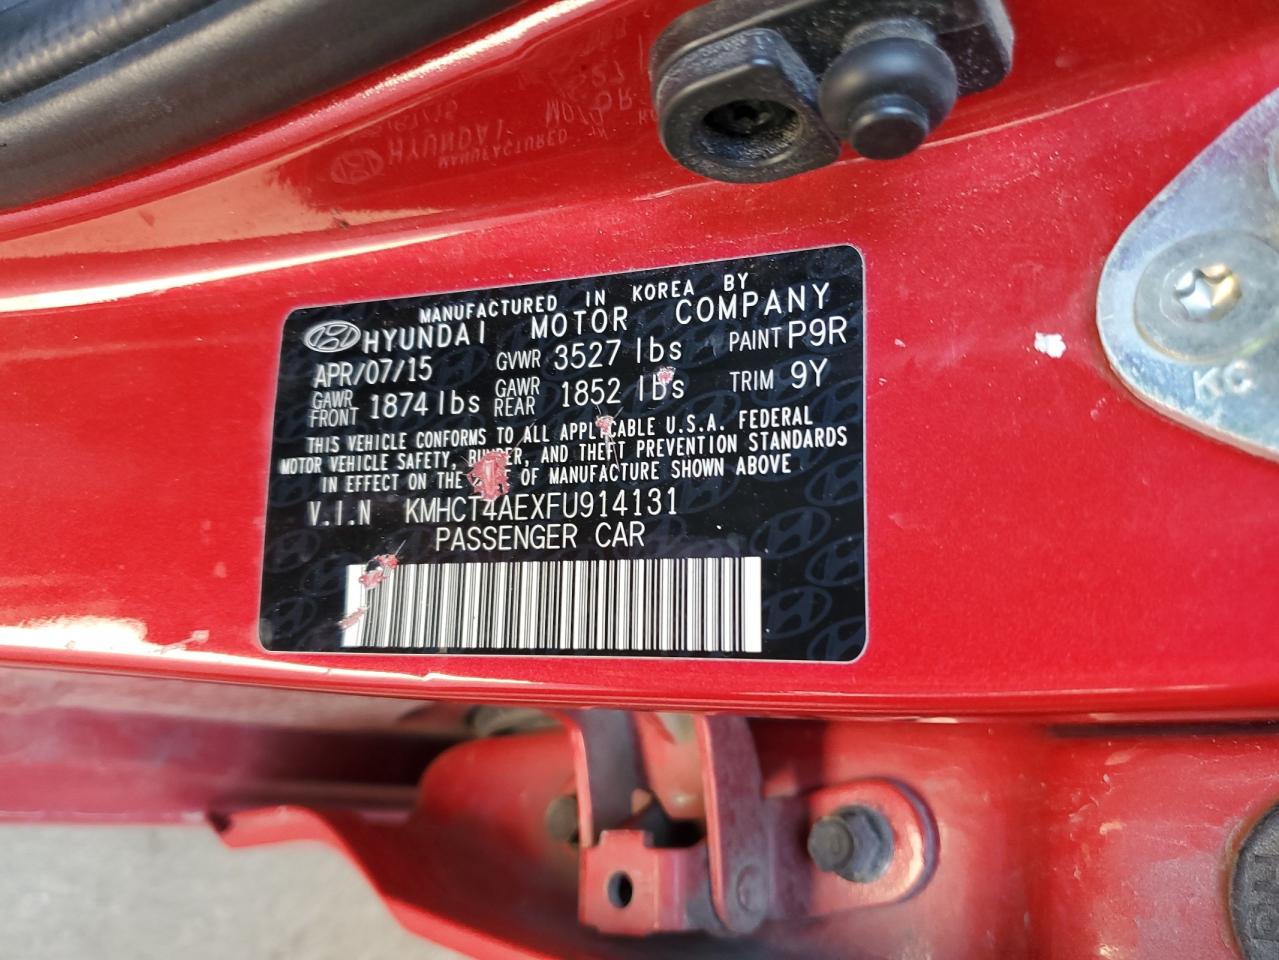 MANUFACTURED IN KOREA BY
HYUNDAI MOTOR COMPANY
APR/07/15 GVWR 3527 lbs PAINT P9R
GAWR FRONT 1874 lbs GAWR REAR 1852 lbs TRIM 9Y
THIS VEHICLE CONFORMS TO ALL APPLICABLE U.S.A. FEDERAL
MOTOR VEHICLE SAFETY, BUMPER, AND THEFT PREVENTION STANDARDS
IN EFFECT ON THE DATE OF MANUFACTURE SHOWN ABOVE
V.I.N KMHCT4AEXFU914131
PASSENGER CAR
KC